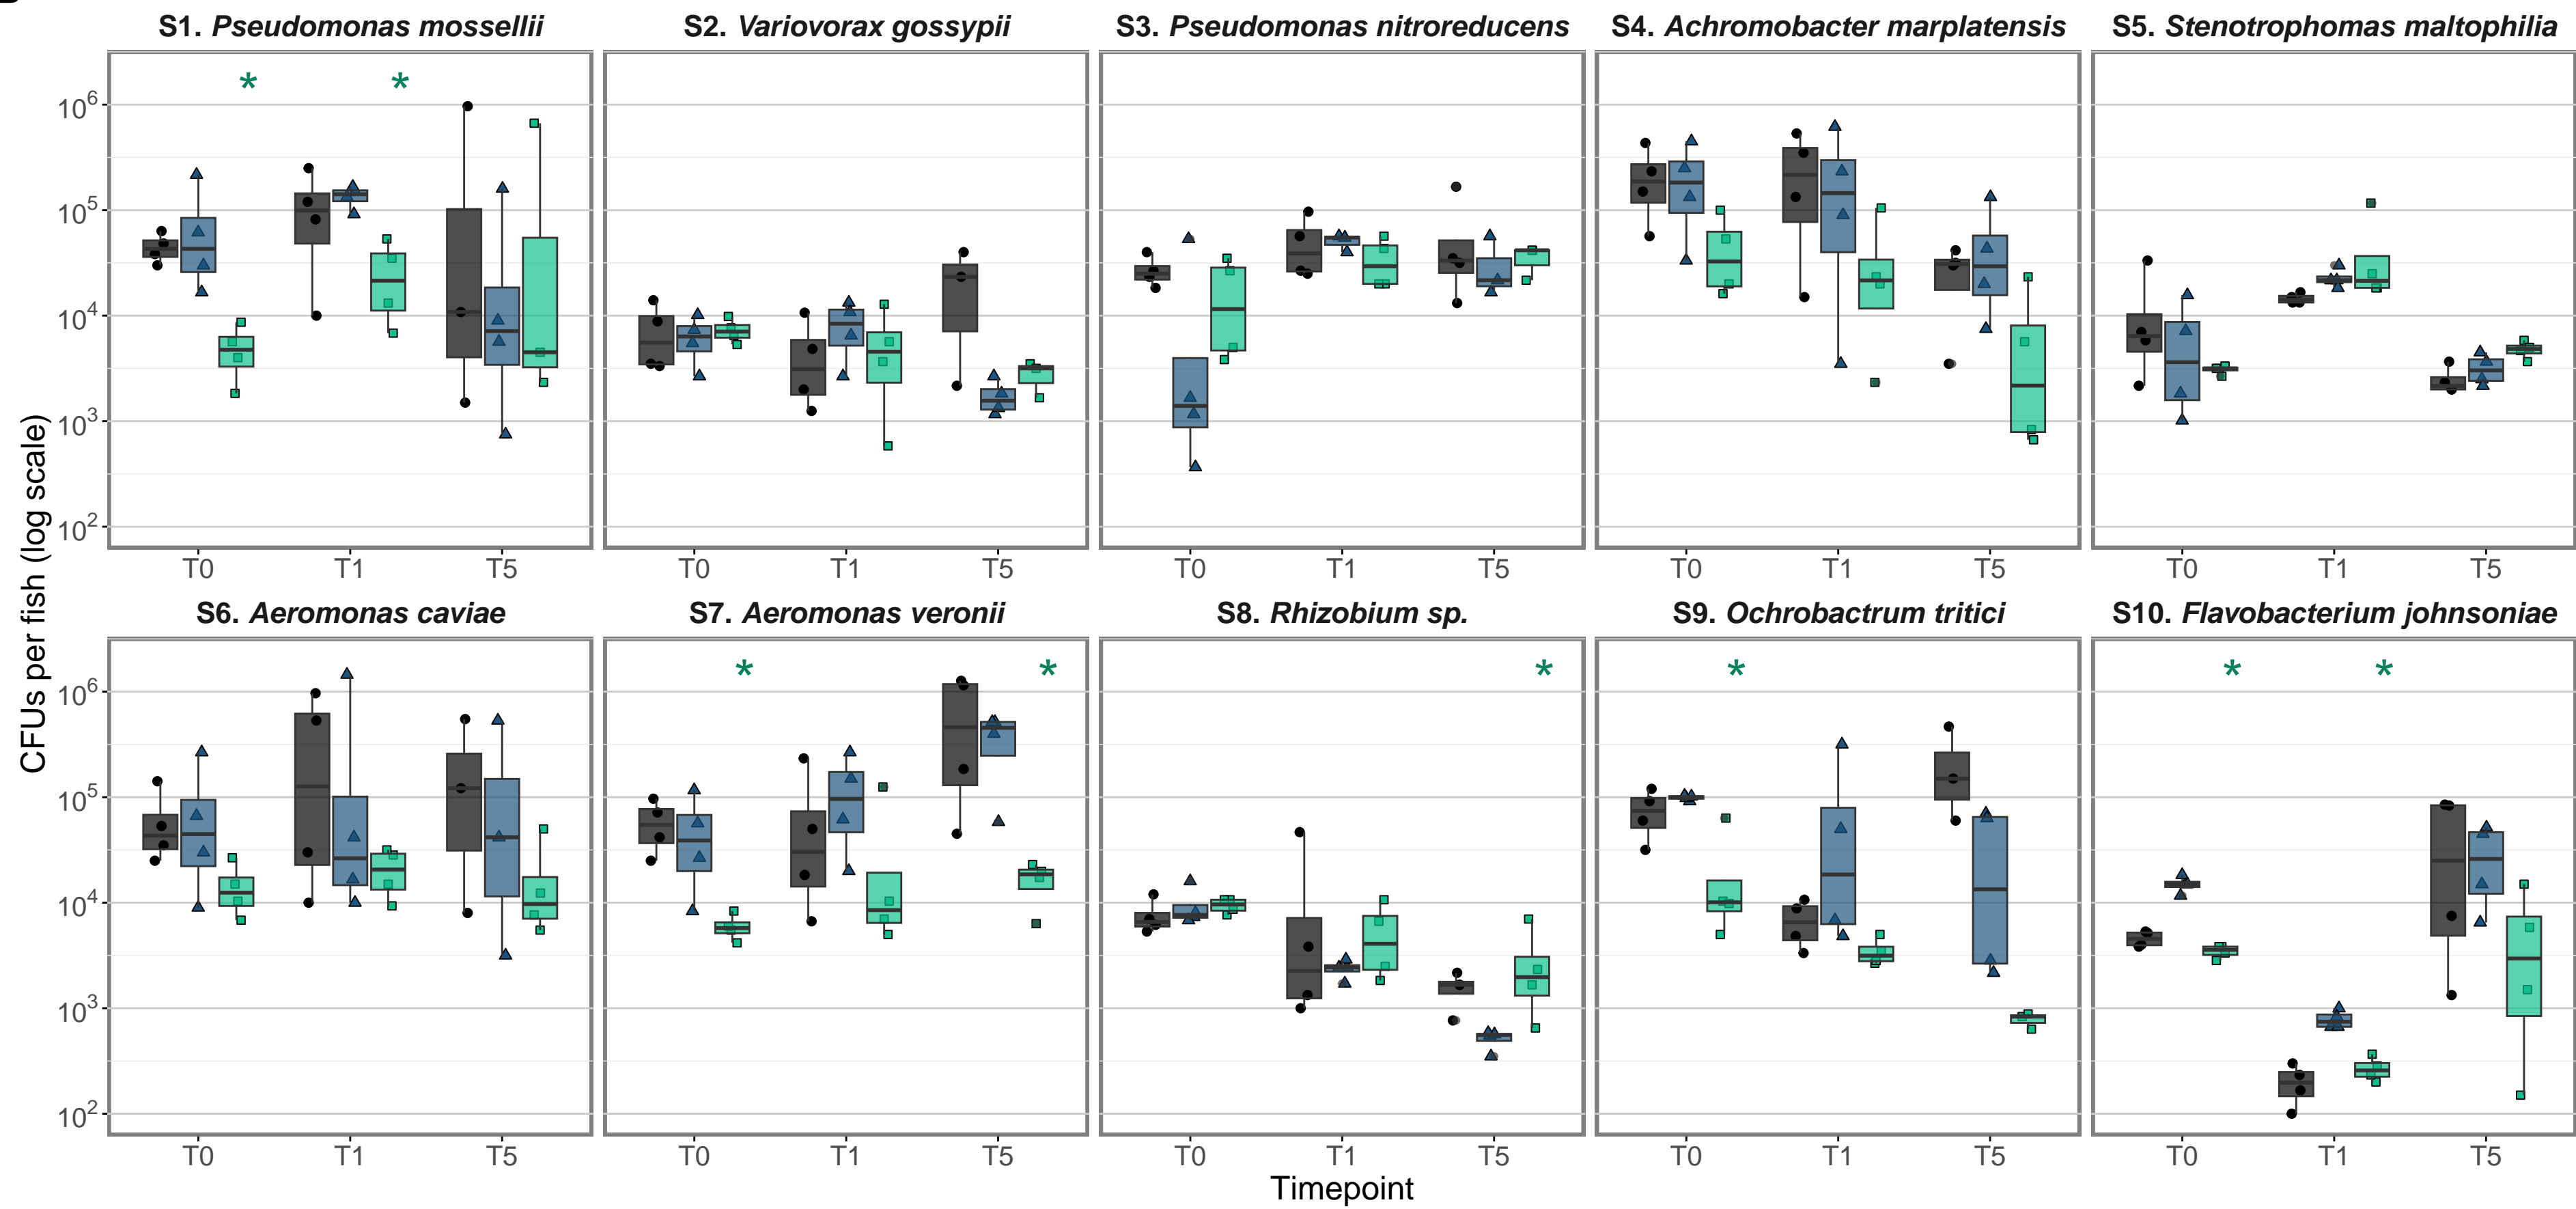 S1. Pseudomonas mossellii S2. Variovorax gossypii S3. Pseudomonas nitroreducens S4. Achromobacter marplatensis S5. Stenotrophomas maltophilia
* *
10^6
10^5
10^4
10^3
10^2
T0 T1 T5 T0 T1 T5 T0 T1 T5 T0 T1 T5 T0 T1 T5
CFUs per fish (log scale)
S6. Aeromonas caviae S7. Aeromonas veronii S8. Rhizobium sp. S9. Ochrobactrum tritici S10. Flavobacterium johnsoniae
* * * * * *
10^6
10^5
10^4
10^3
10^2
T0 T1 T5 T0 T1 T5 T0 T1 T5 T0 T1 T5 T0 T1 T5
Timepoint